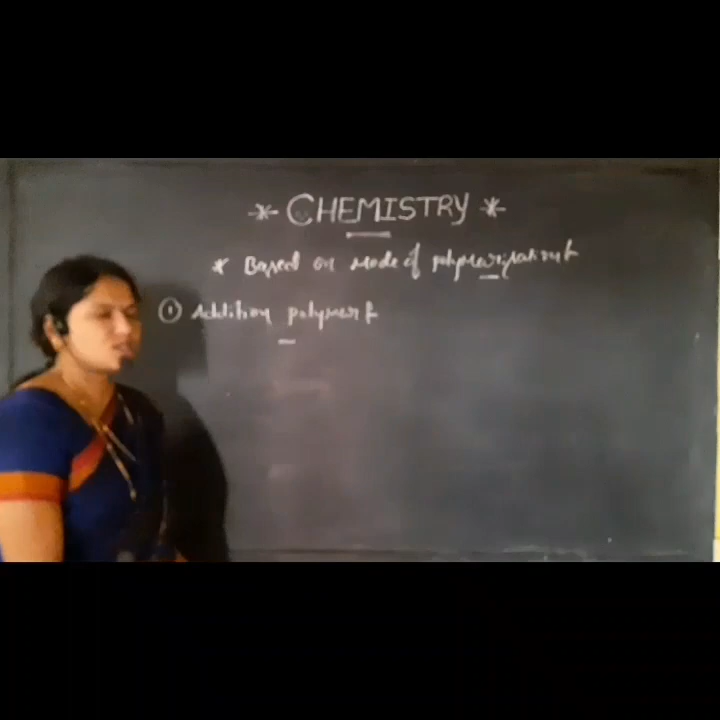 * CHEMISTRY *
* Based on mode of polymerization
① Addition polymers